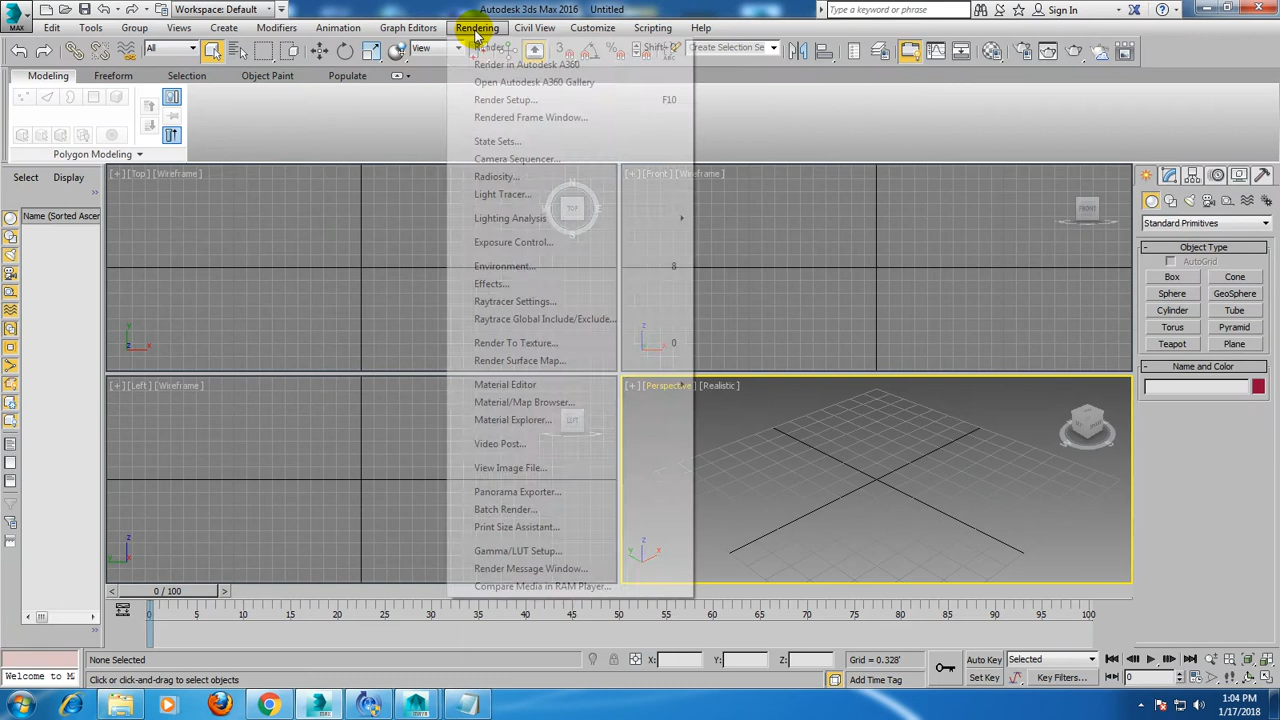 MAX
Workspace: Default
Autodesk 3ds Max 2016 Untitled
Type a keyword or phrase
Sign In
Edit Tools Group Views Create Modifiers Animation Graph Editors Rendering Civil View Customize Scripting Help
All
View
3
Create Selection Se
Modeling Freeform Selection Object Paint Populate
Polygon Modeling
Select Display
Name (Sorted Ascen
Render in Autodesk A360
Open Autodesk A360 Gallery
Render Setup... F10
Rendered Frame Window...
State Sets...
Camera Sequencer...
Radiosity...
Light Tracer...
Lighting Analysis
Exposure Control...
Environment... 8
Effects...
Raytracer Settings...
Raytrace Global Include/Exclude...
Render To Texture... 0
Render Surface Map...
Material Editor
Material/Map Browser...
Material Explorer...
Video Post...
View Image File...
Panorama Exporter...
Batch Render...
Print Size Assistant...
Gamma/LUT Setup...
Render Message Window...
Compare Media in RAM Player...
[+] [Top] [Wireframe]
TOP
[+] [Front] [Wireframe]
FRONT
[+] [Left] [Wireframe]
LEFT
[+] [Perspective] [Realistic]
y
x
z
x
z
y
z
y
x
Standard Primitives
Object Type
AutoGrid
Box Cone
Sphere GeoSphere
Cylinder Tube
Torus Pyramid
Teapot Plane
Name and Color
0 / 100
0 5 10 15 20 25 30 35 40 45 50 55 60 65 70 75 80 85 90 95 100
None Selected
X: Y: Z:
Grid = 0.328'
Auto Key
Selected
Welcome to M
Click or click-and-drag to select objects
Add Time Tag
Set Key
Key Filters...
0
1:04 PM
1/17/2018